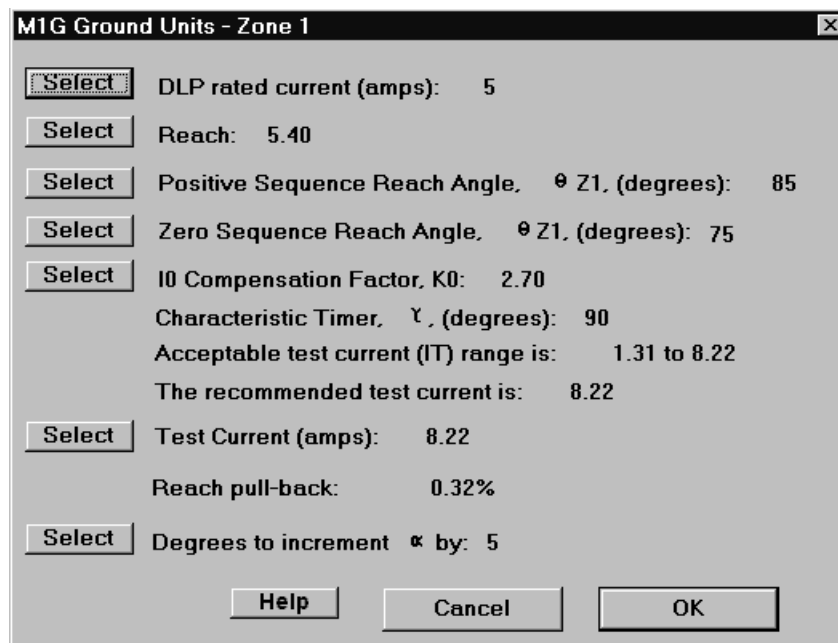 M1G Ground Units - Zone 1
Select DLP rated current (amps): 5
Select Reach: 5.40
Select Positive Sequence Reach Angle, θ Z1, (degrees): 85
Select Zero Sequence Reach Angle, θ Z1, (degrees): 75
Select I0 Compensation Factor, K0: 2.70
Characteristic Timer, ϒ, (degrees): 90
Acceptable test current (IT) range is: 1.31 to 8.22
The recommended test current is: 8.22
Select Test Current (amps): 8.22
Reach pull-back: 0.32%
Select Degrees to increment α by: 5
Help Cancel OK